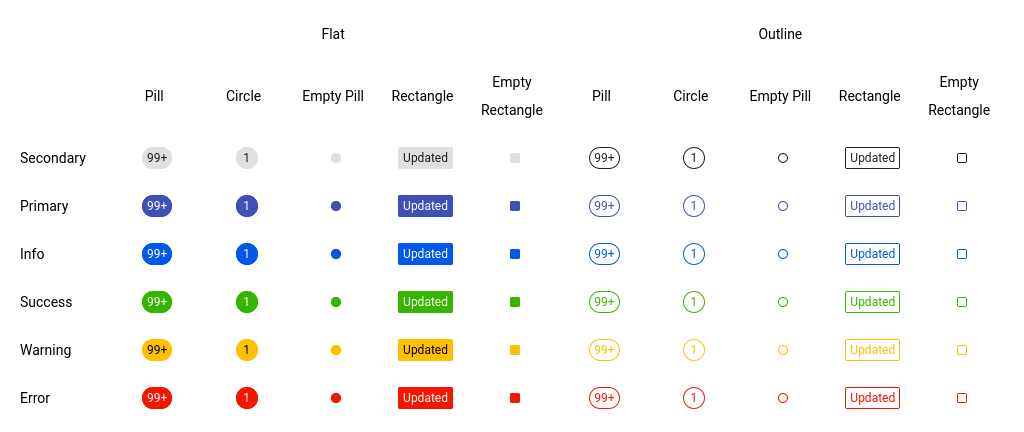 Flat Outline
Pill Circle Empty Pill Rectangle Empty Rectangle Pill Circle Empty Pill Rectangle Empty Rectangle
Secondary 99+ 1 Updated 99+ 1 Updated
Primary 99+ 1 Updated 99+ 1 Updated
Info 99+ 1 Updated 99+ 1 Updated
Success 99+ 1 Updated 99+ 1 Updated
Warning 99+ 1 Updated 99+ 1 Updated
Error 99+ 1 Updated 99+ 1 Updated